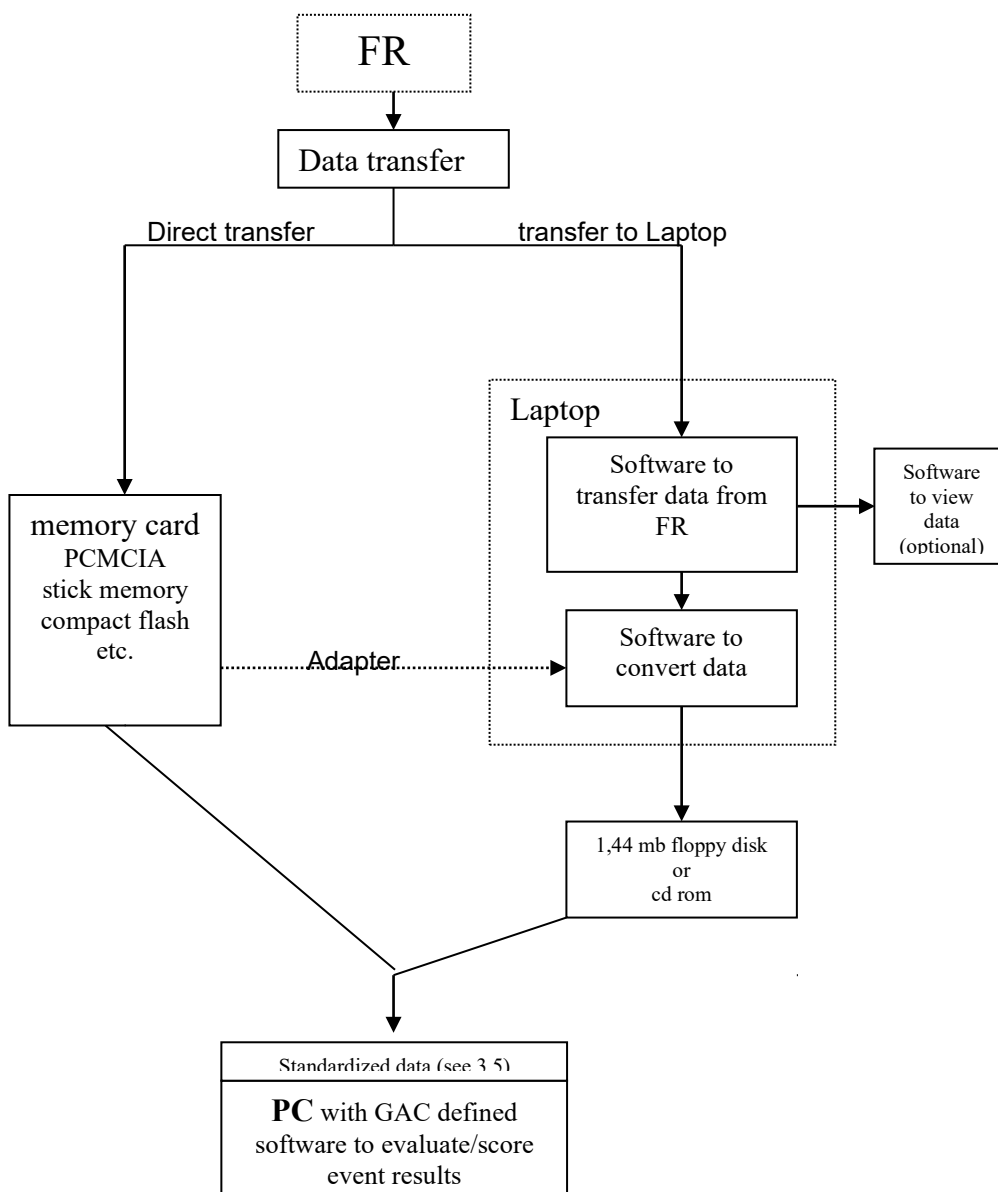 FR
Data transfer
Direct transfer
transfer to Laptop
Laptop
Software to
transfer data from
FR
Software
to view
data
(optional)
memory card
PCMCIA
stick memory
compact flash
etc.
Adapter
Software to
convert data
1,44 mb floppy disk
or
cd rom
Standardized data (see 3.5)
PC with GAC defined
software to evaluate/score
event results